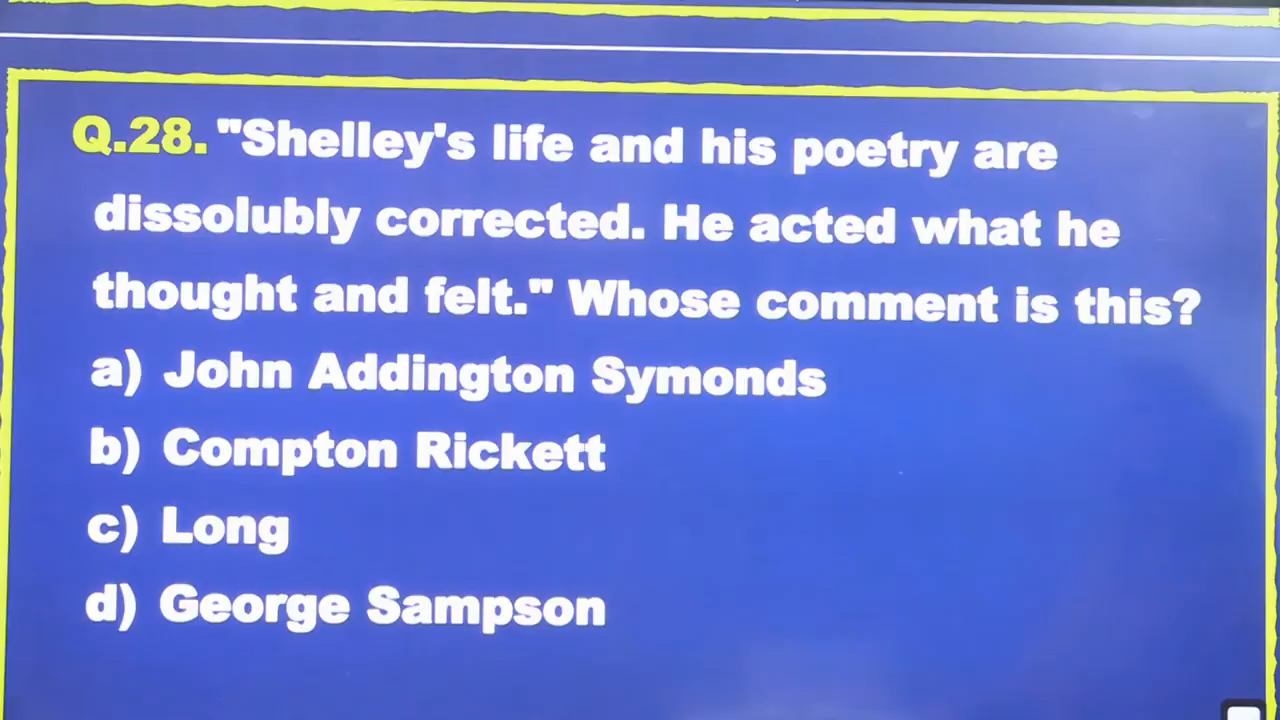 Q.28. "Shelley's life and his poetry are
dissolubly corrected. He acted what he
thought and felt." Whose comment is this?
a) John Addington Symonds
b) Compton Rickett
c) Long
d) George Sampson